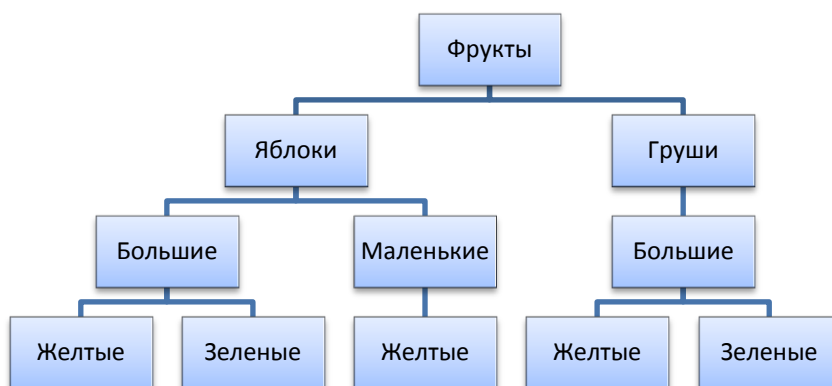 Фрукты
Яблоки
Груши
Большие
Маленькие
Большие
Желтые
Зеленые
Желтые
Желтые
Зеленые